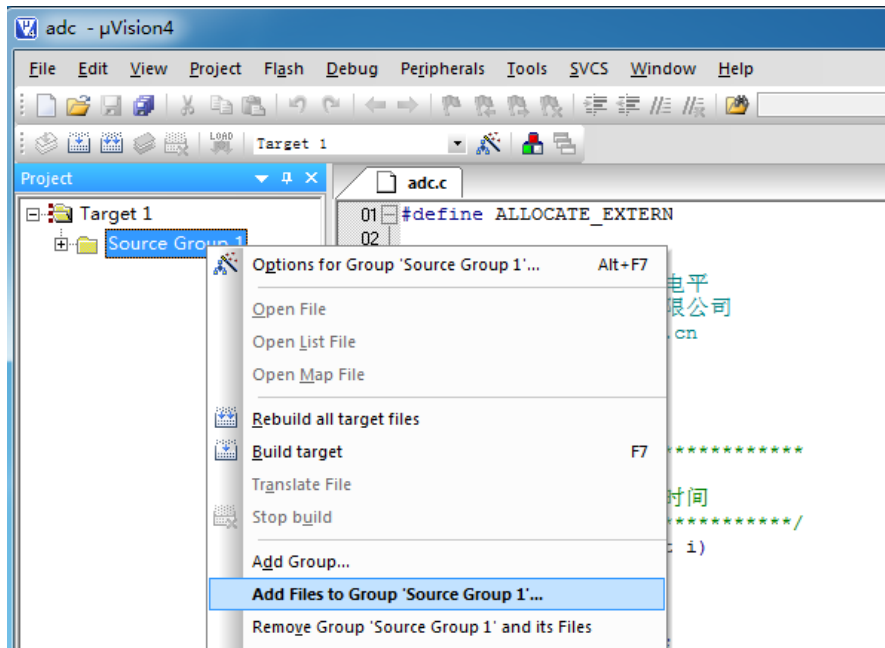 adc - µVision4
File Edit View Project Flash Debug Peripherals Tools SVCS Window Help
LOAD Target 1
Project
adc.c
Target 1
Source Group 1
01 #define ALLOCATE_EXTERN
02
Options for Group 'Source Group 1'... Alt+F7
电平
Open File
限公司
.cn
Open List File
Open Map File
Rebuild all target files
Build target F7
************
Translate File
时间
Stop build
***********/
i)
Add Group...
Add Files to Group 'Source Group 1'...
Remove Group 'Source Group 1' and its Files